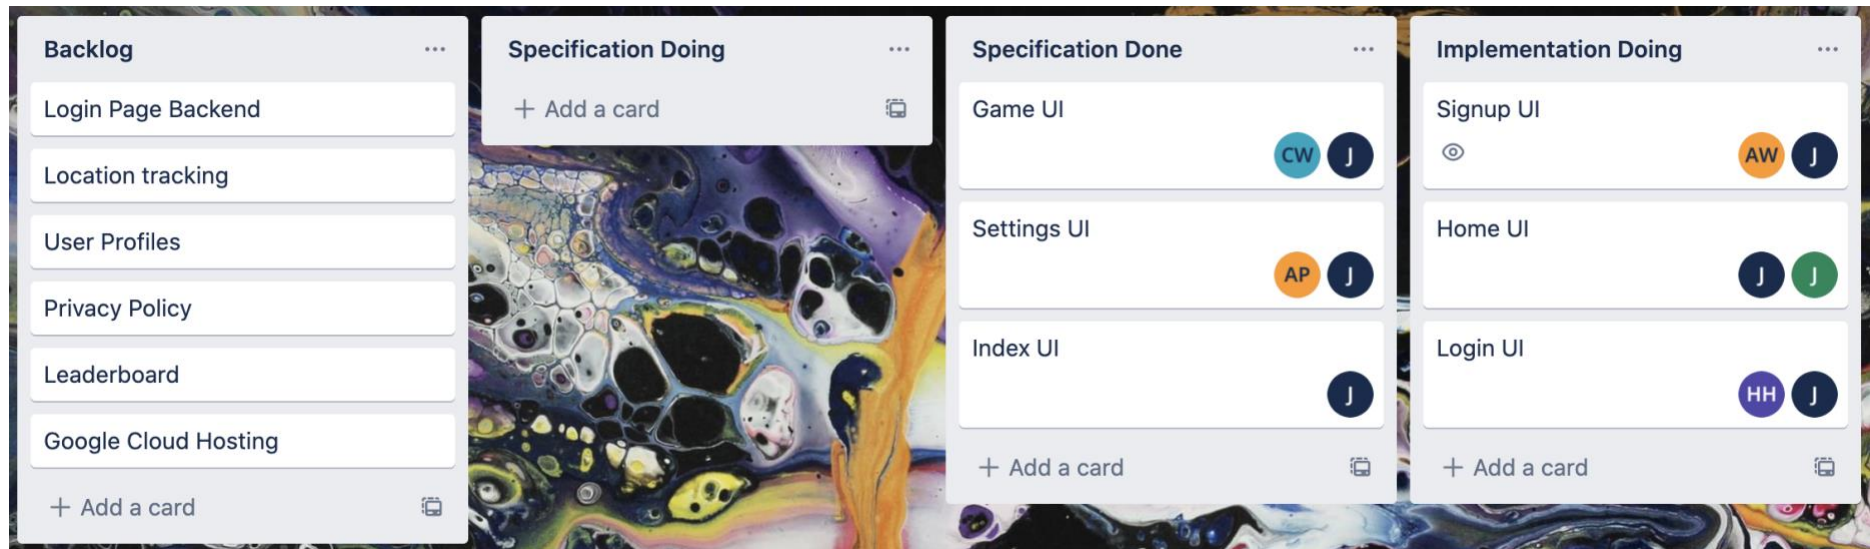 Backlog
Login Page Backend
Location tracking
User Profiles
Privacy Policy
Leaderboard
Google Cloud Hosting
+ Add a card
Specification Doing
+ Add a card
Specification Done
Game UI
CW J
Settings UI
AP J
Index UI
J
+ Add a card
Implementation Doing
Signup UI
AW J
Home UI
J J
Login UI
HH J
+ Add a card